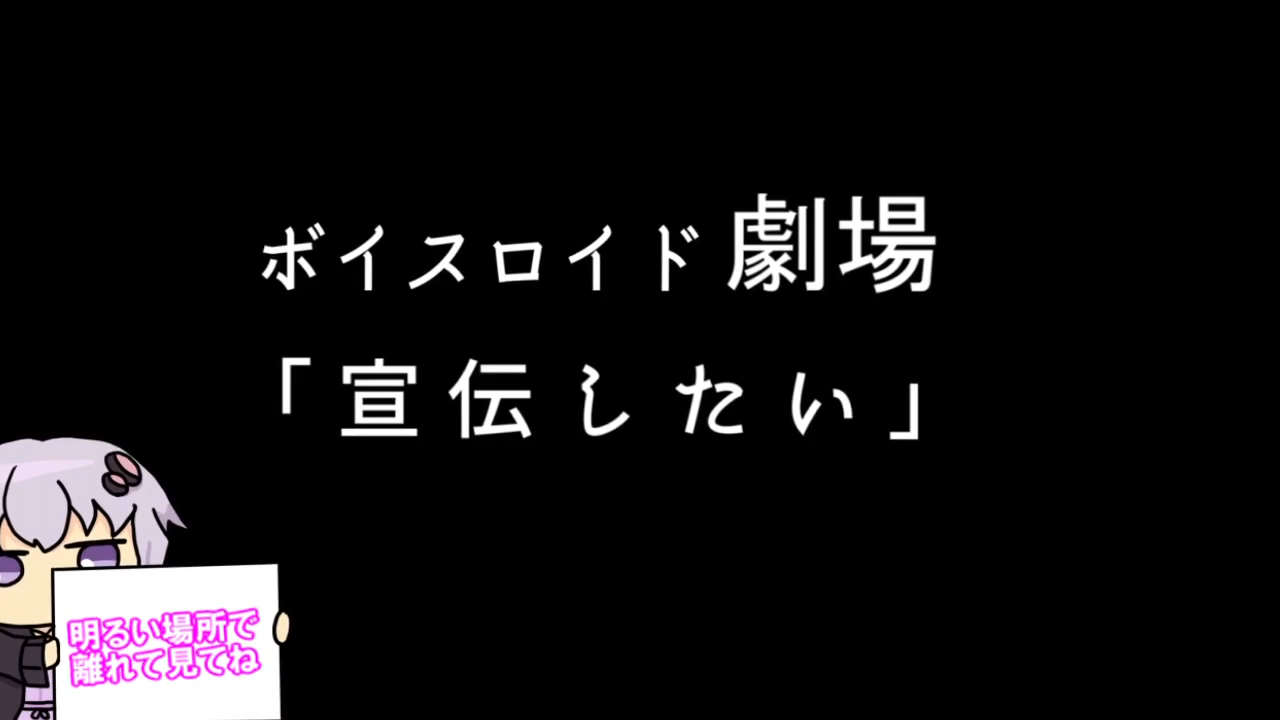 ボイスロイド劇場
「宣伝したい」
明るい場所で
離れて見てね